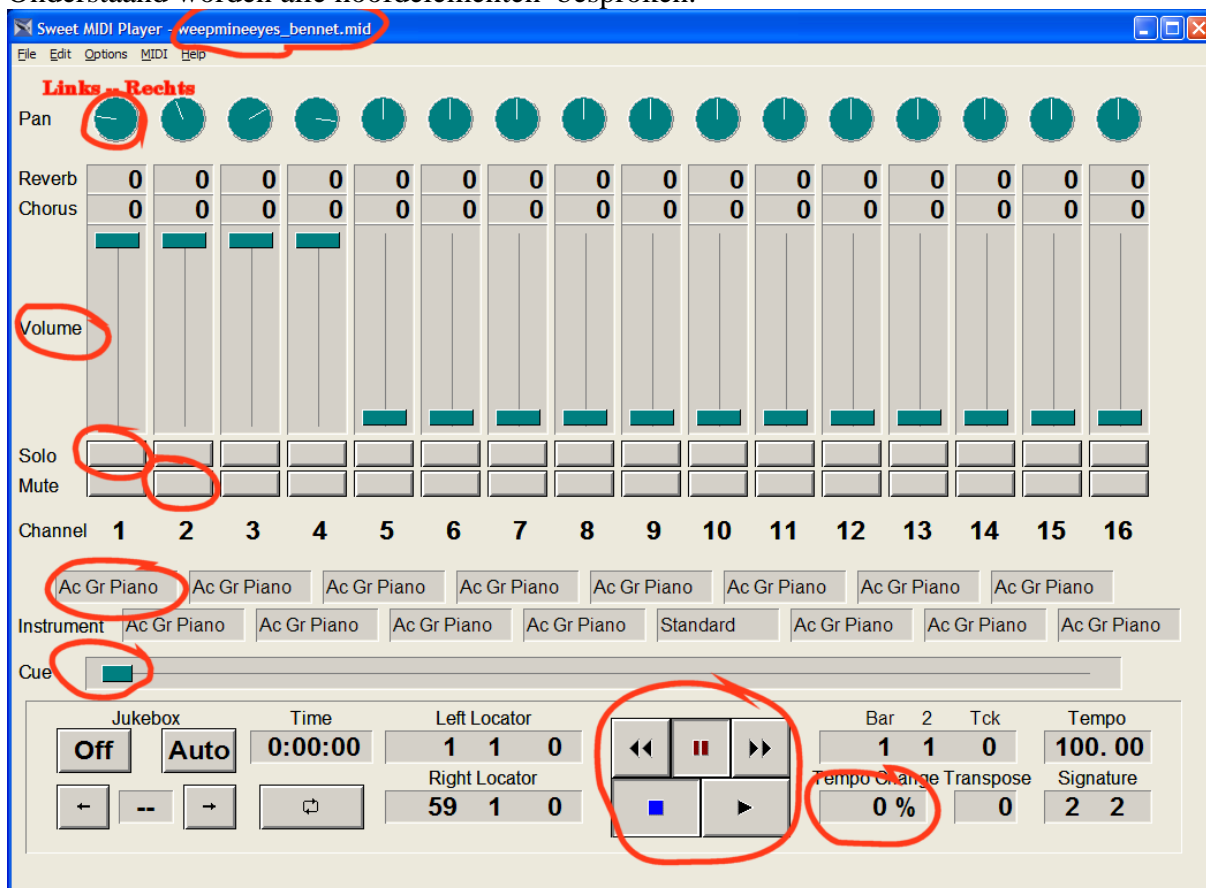 Onderstaand worden alle hoofdelementen besproken.
Sweet MIDI Player - weepmineeyes_bennet.mid
File Edit Options MIDI Help
Links -- Rechts
Pan
Reverb 0 0 0 0 0 0 0 0 0 0 0 0 0 0 0 0
Chorus 0 0 0 0 0 0 0 0 0 0 0 0 0 0 0 0
Volume
Solo
Mute
Channel 1 2 3 4 5 6 7 8 9 10 11 12 13 14 15 16
Ac Gr Piano Ac Gr Piano Ac Gr Piano Ac Gr Piano Ac Gr Piano Ac Gr Piano Ac Gr Piano Ac Gr Piano
Instrument Ac Gr Piano Ac Gr Piano Ac Gr Piano Ac Gr Piano Standard Ac Gr Piano Ac Gr Piano Ac Gr Piano
Cue
Jukebox Time Left Locator Bar 2 Tck Tempo
Off Auto 0:00:00 1 1 0 1 1 0 100.00
Right Locator Tempo Change Transpose Signature
-- 59 1 0 0 % 0 2 2